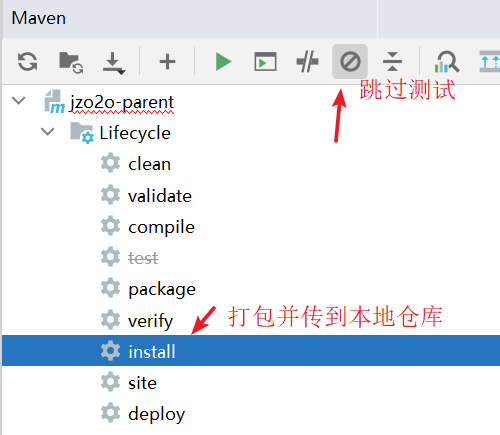 Maven
跳过测试
jzo2o-parent
Lifecycle
clean
validate
compile
test
package
verify
打包并传到本地仓库
install
site
deploy